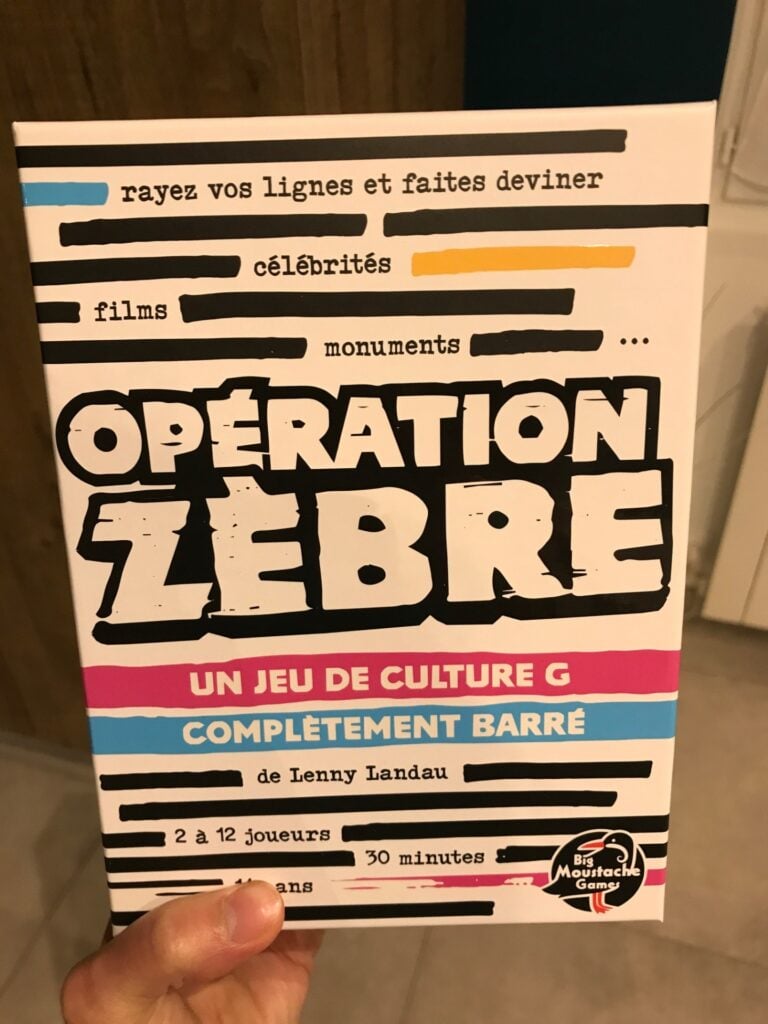 rayez vos lignes et faites deviner
célébrités
films
monuments ...
OPÉRATION
ZÈBRE
UN JEU DE CULTURE G
COMPLÈTEMENT BARRÉ
de Lenny Landau
2 à 12 joueurs
30 minutes
ans
Big
Moustache
Games